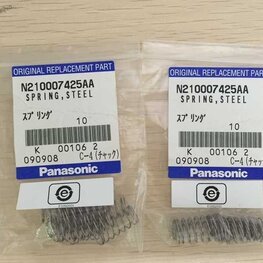 ORIGINAL REPLACEMENT PART
N210007425AA
SPRING,STEEL
スプリング
10
K 00106 2
090908 C-4(チャック)
Panasonic
ORIGINAL REPLACEMENT PART
N210007425AA
SPRING,STEEL
スプリング
10
K 00106 2
090908 C-4(チャック)
Panasonic